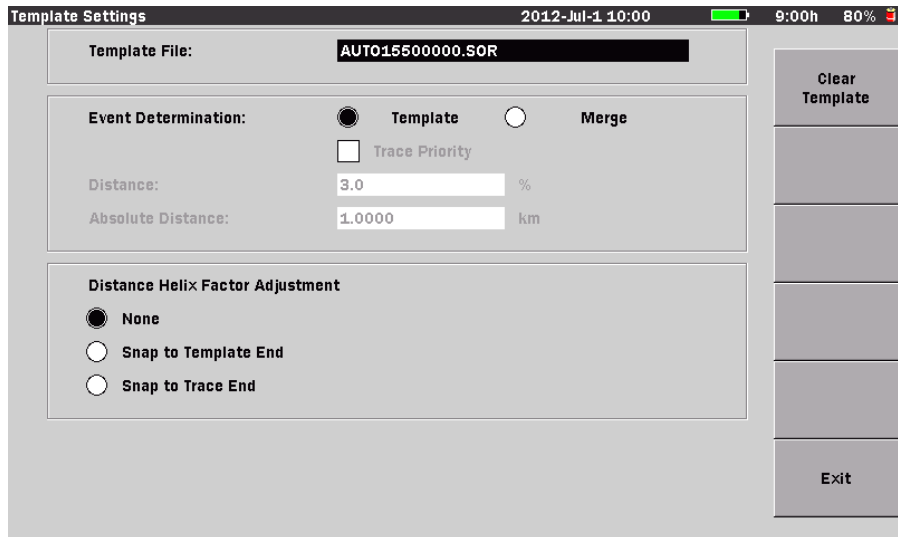 Template Settings 2012-Jul-1 10:00 9:00h 80%
Template File: AUTO15500000.SOR
Clear
Template
Event Determination: Template Merge
Trace Priority
Distance: 3.0 %
Absolute Distance: 1.0000 km
Distance Helix Factor Adjustment
None
Snap to Template End
Snap to Trace End
Exit